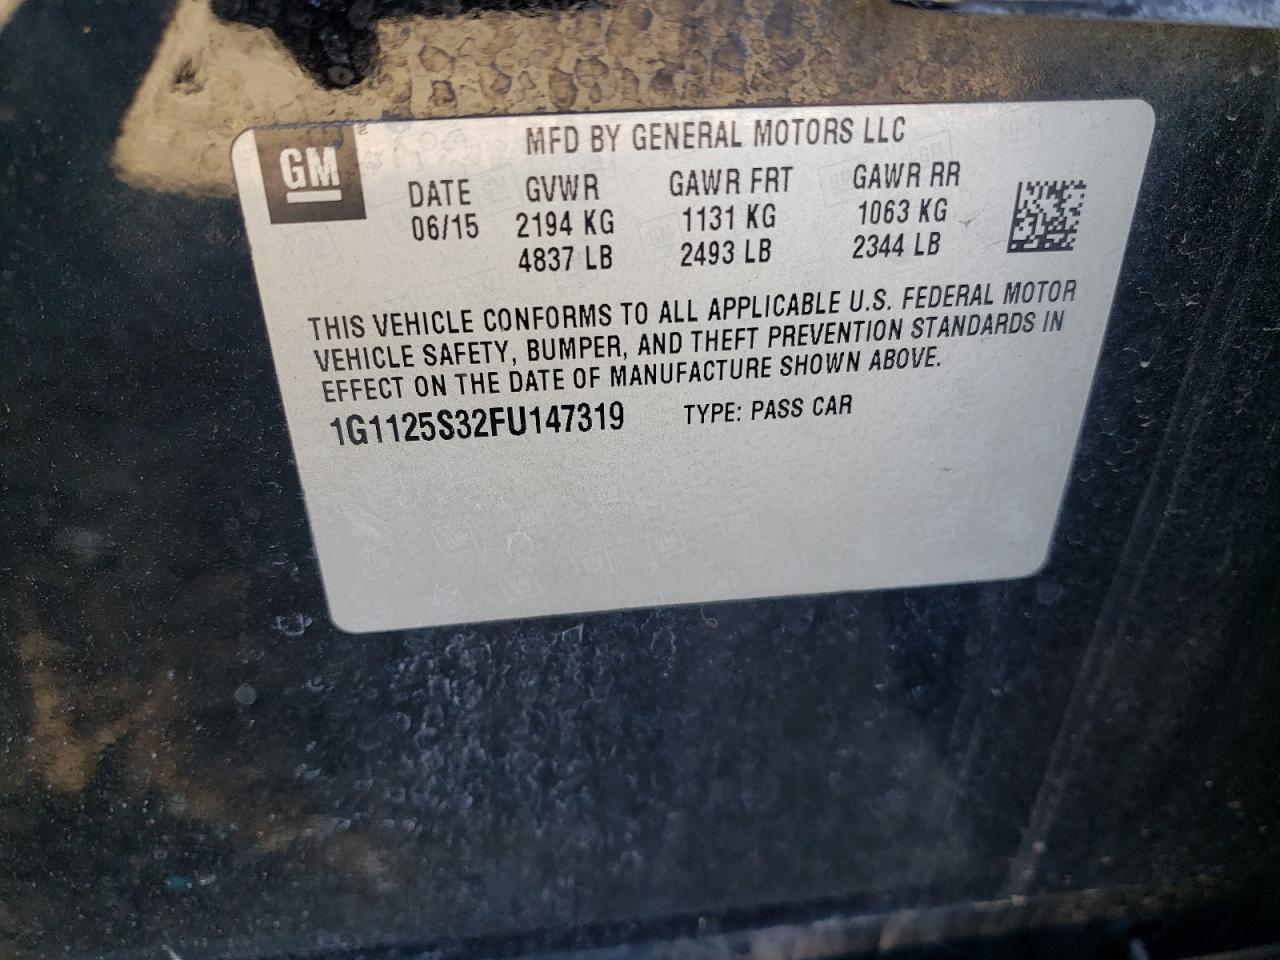 GM
MFD BY GENERAL MOTORS LLC
DATE GVWR GAWR FRT GAWR RR
06/15 2194 KG 1131 KG 1063 KG
4837 LB 2493 LB 2344 LB
THIS VEHICLE CONFORMS TO ALL APPLICABLE U.S. FEDERAL MOTOR
VEHICLE SAFETY, BUMPER, AND THEFT PREVENTION STANDARDS IN
EFFECT ON THE DATE OF MANUFACTURE SHOWN ABOVE.
1G1125S32FU147319 TYPE: PASS CAR